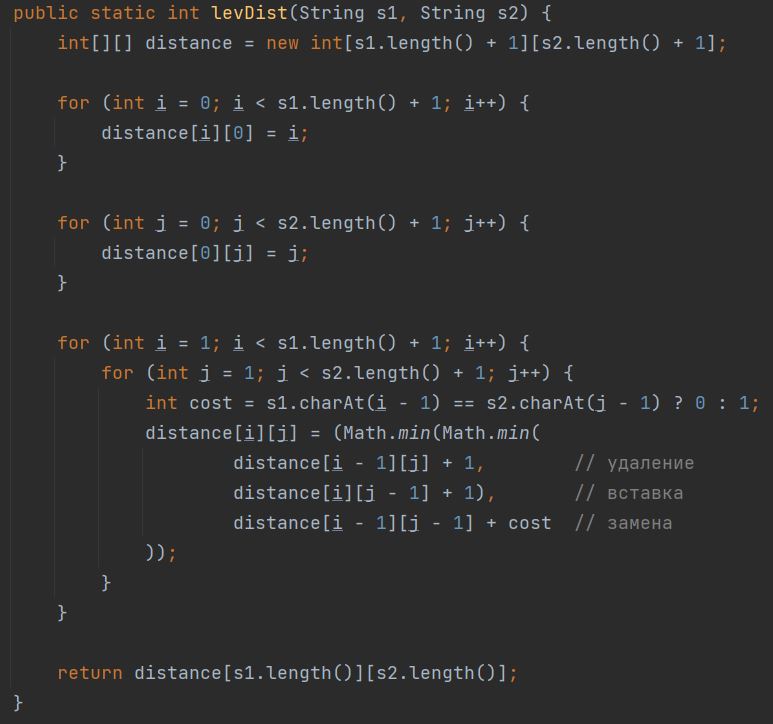 public static int levDist(String s1, String s2) {
    int[][] distance = new int[s1.length() + 1][s2.length() + 1];

    for (int i = 0; i < s1.length() + 1; i++) {
        distance[i][0] = i;
    }

    for (int j = 0; j < s2.length() + 1; j++) {
        distance[0][j] = j;
    }

    for (int i = 1; i < s1.length() + 1; i++) {
        for (int j = 1; j < s2.length() + 1; j++) {
            int cost = s1.charAt(i - 1) == s2.charAt(j - 1) ? 0 : 1;
            distance[i][j] = (Math.min(Math.min(
                    distance[i - 1][j] + 1,        // удаление
                    distance[i][j - 1] + 1),       // вставка
                    distance[i - 1][j - 1] + cost  // замена
            ));
        }
    }

    return distance[s1.length()][s2.length()];
}